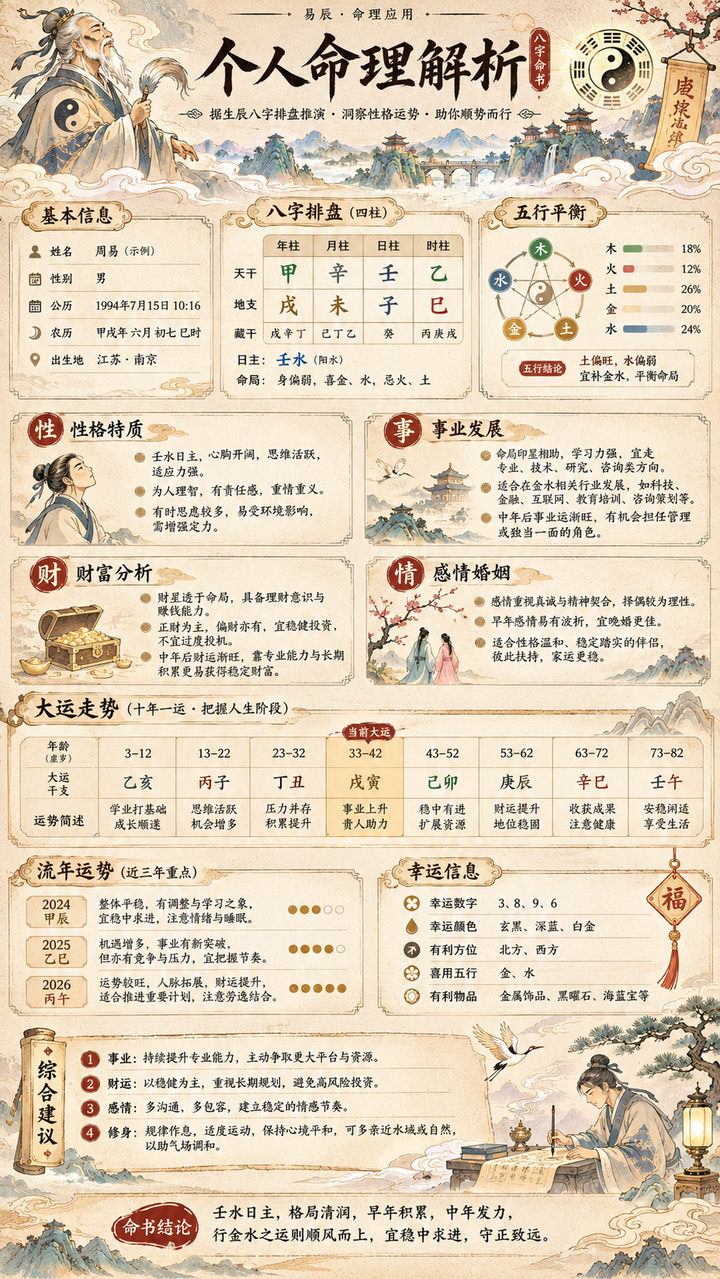 易辰·命理应用
个人命理解析
八字命书
据生辰八字排盘推演·洞察性格运势·助你顺势而行
基本信息
姓名 周易（示例）
性别 男
公历 1994年7月15日 10:16
农历 甲戌年 六月 初七 巳时
出生地 江苏·南京
八字排盘（四柱）
年柱 月柱 日柱 时柱
天干 甲 辛 壬 乙
地支 戌 未 子 巳
藏干 戊辛丁 己丁乙 癸 丙庚戊
日主：壬水（阳水）
命局：身偏弱，喜金、水，忌火、土
五行平衡
木
火
土
金
水
木 18%
火 12%
土 26%
金 20%
水 24%
五行结论
土偏旺，水偏弱
宜补金水，平衡命局
性 性格特质
壬水日主，心胸开阔，思维活跃，
适应力强。
为人理智，有责任感，重情重义。
有时思虑较多，易受环境影响，
需增强定力。
事 事业发展
命局印星相助，学习力强，宜走
专业、技术、研究、咨询类方向。
适合在金水相关行业发展，如科技、
金融、互联网、教育培训、咨询策划等。
中年后事业运渐旺，有机会担任管理
或独当一面的角色。
财 财富分析
财星透于命局，具备理财意识与
赚钱能力。
正财为主，偏财亦有，宜稳健投资，
不宜过度投机。
中年后财运渐旺，靠专业能力与长期
积累更易获得稳定财富。
情 感情婚姻
感情重视真诚与精神契合，择偶较为理性。
早年感情易有波折，宜晚婚更佳。
适合性格温和、稳定踏实的伴侣，
彼此扶持，家运更稳。
大运走势（十年一运·把握人生阶段）
当前大运
年龄（虚岁） 3-12 13-22 23-32 33-42 43-52 53-62 63-72 73-82
大运干支 乙亥 丙子 丁丑 戊寅 己卯 庚辰 辛巳 壬午
运势简述 学业打基础 思维活跃 压力并存 事业上升 稳中有进 财运提升 收获成果 安稳闲适
成长顺遂 机会增多 积累提升 贵人助力 扩展资源 地位稳固 注意健康 享受生活
流年运势（近三年重点）
2024
甲辰
整体平稳，有调整与学习之象，
宜稳中求进，注意情绪与睡眠。
2025
乙巳
机遇增多，事业有新突破，
但亦有竞争与压力，宜把握节奏。
2026
丙午
运势较旺，人脉拓展，财运提升，
适合推进重要计划，注意劳逸结合。
幸运信息
幸运数字 3、8、9、6
幸运颜色 玄黑、深蓝、白金
有利方位 北方、西方
喜用五行 金、水
有利物品 金属饰品、黑曜石、海蓝宝等
福
综合建议
1 事业：持续提升专业能力，主动争取更大平台与资源。
2 财运：以稳健为主，重视长期规划，避免高风险投资。
3 感情：多沟通，多包容，建立稳定的情感节奏。
4 修身：规律作息，适度运动，保持心境平和，可多亲近水域或自然，
以助气场调和。
命书结论
壬水日主，格局清润，早年积累，中年发力，
行金水之运则顺风而上，宜稳中求进，守正致远。